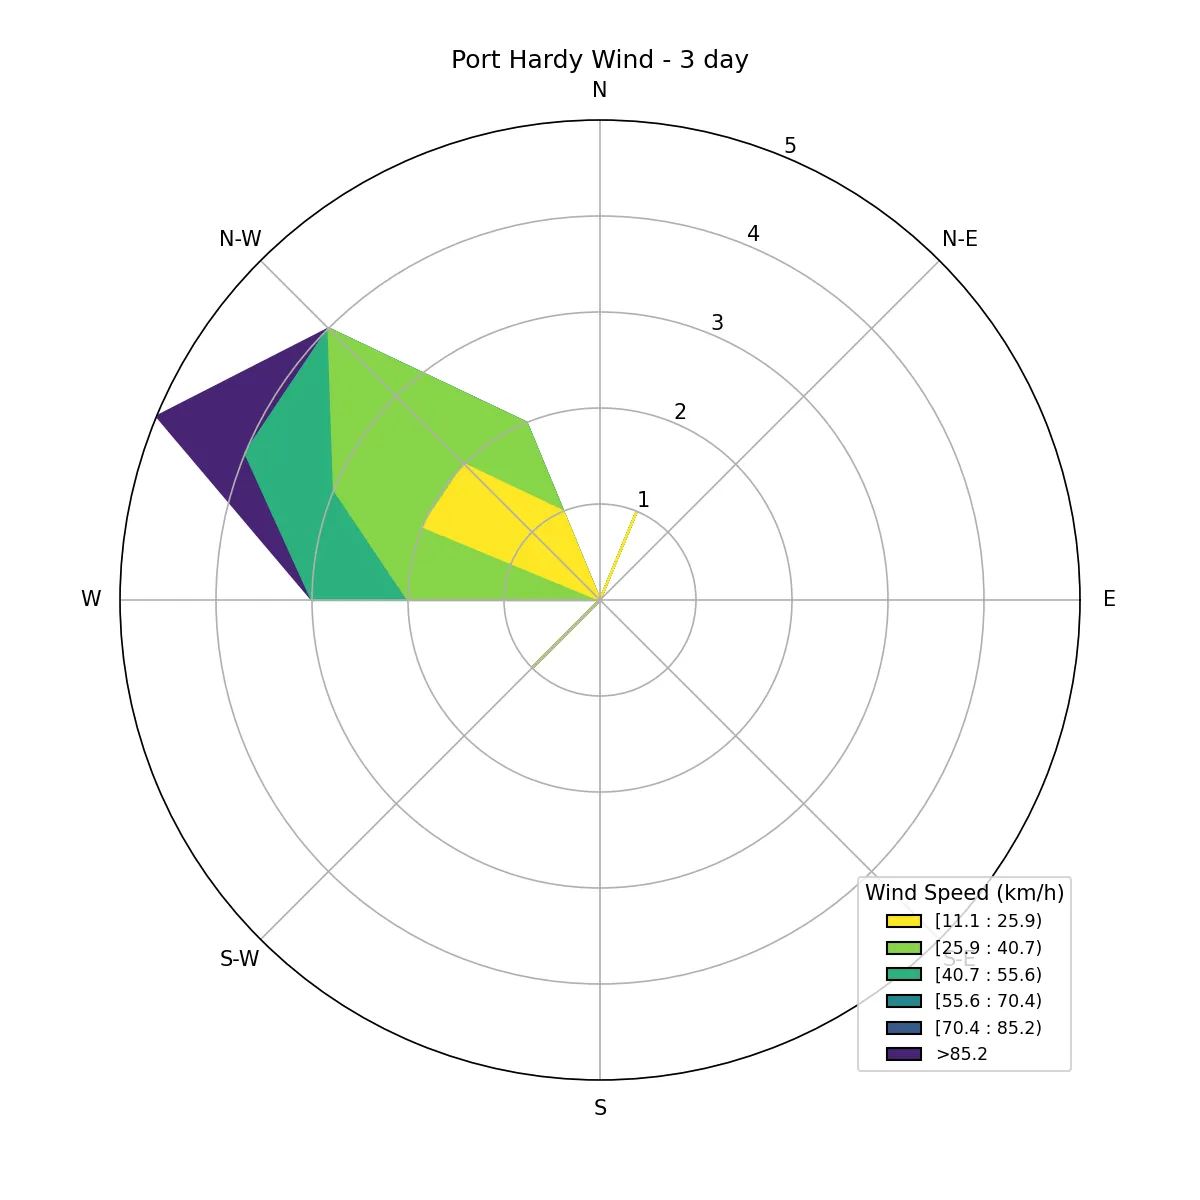 Port Hardy Wind - 3 day
N
5
N-W
4
N-E
3
2
1
W
E
S-W
S-E
S
Wind Speed (km/h)
[11.1 : 25.9)
[25.9 : 40.7)
[40.7 : 55.6)
[55.6 : 70.4)
[70.4 : 85.2)
>85.2